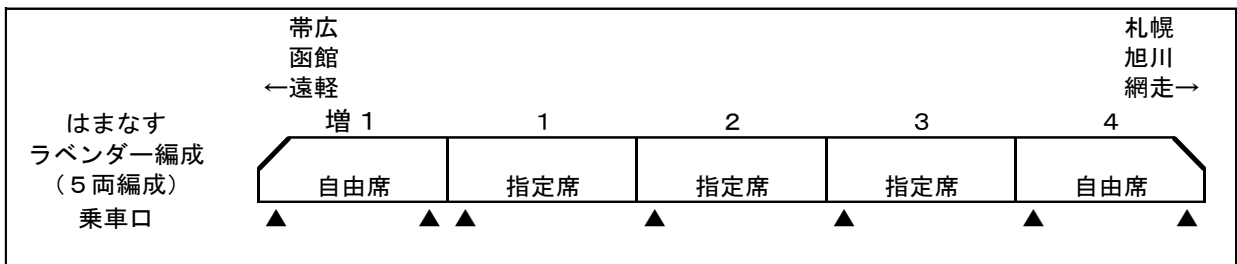 帯広 札幌
函館 旭川
←遠軽 網走→
はまなす 増1 1 2 3 4
ラベンダー編成
(5両編成) 自由席 指定席 指定席 指定席 自由席
乗車口 ▲ ▲ ▲ ▲ ▲ ▲ ▲